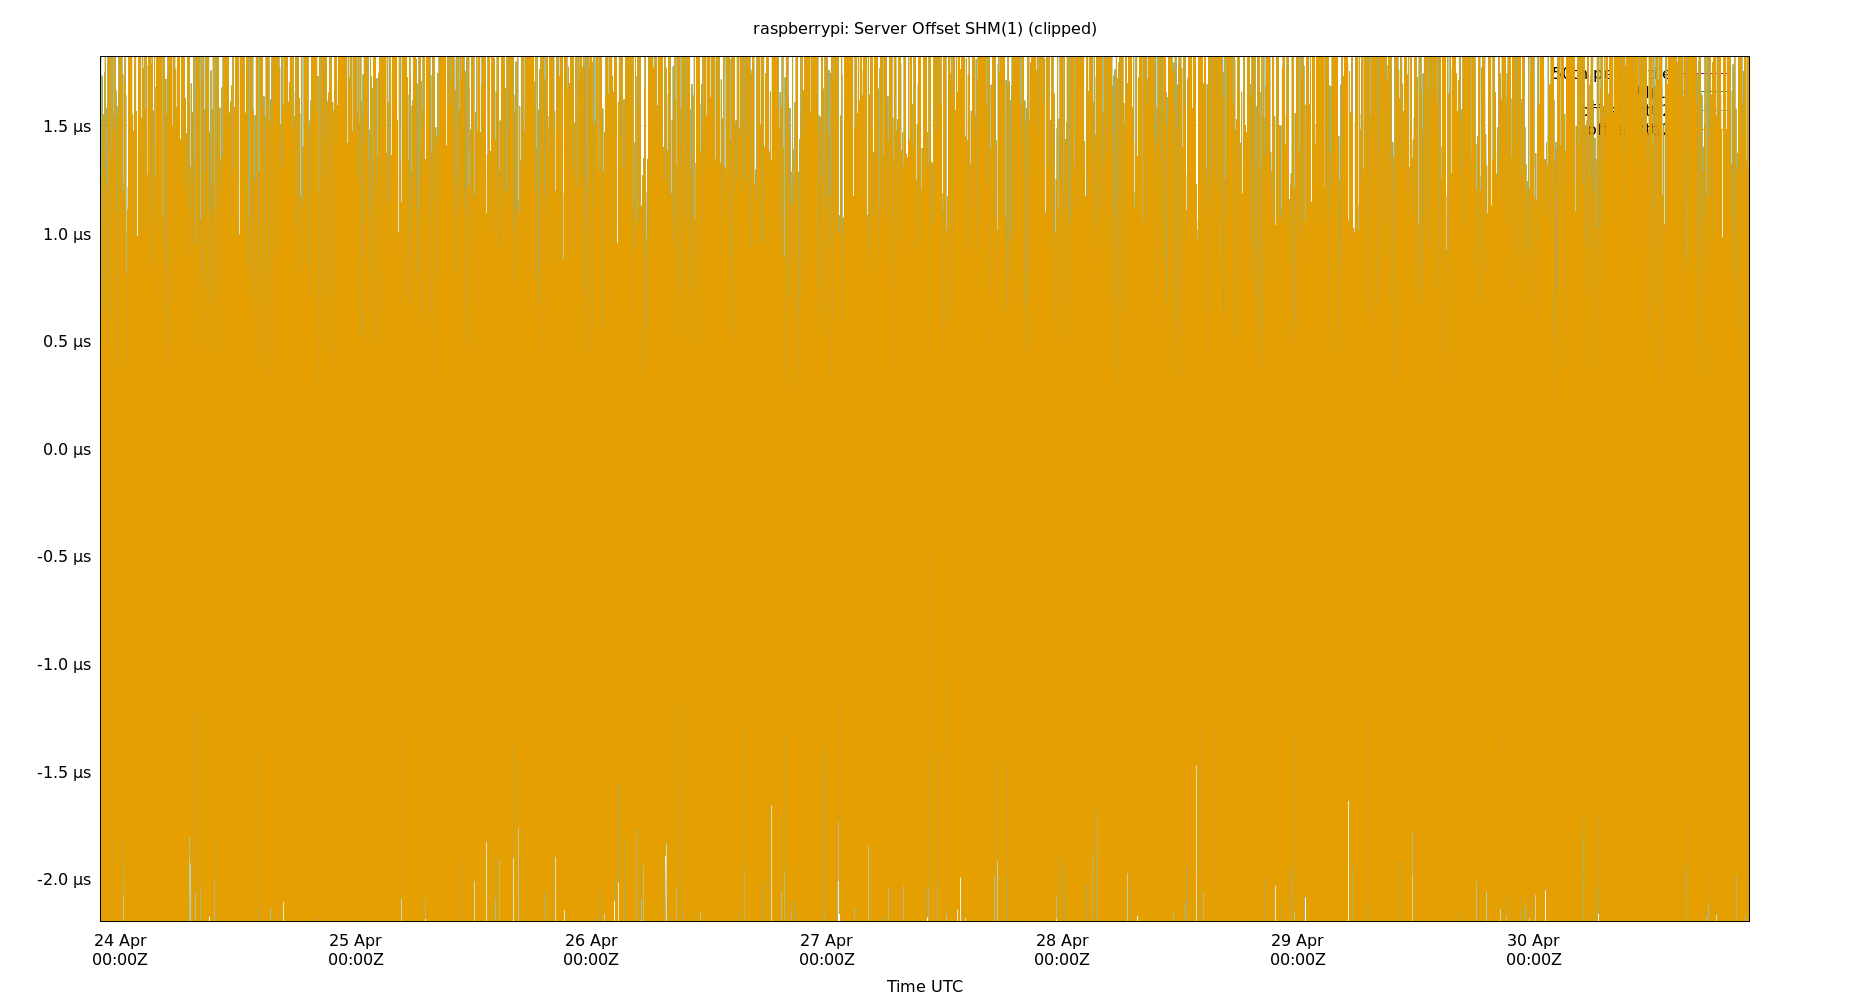 raspberrypi: Server Offset SHM(1) (clipped)
1.5 µs
1.0 µs
0.5 µs
0.0 µs
-0.5 µs
-1.0 µs
-1.5 µs
-2.0 µs
24 Apr 25 Apr 26 Apr 27 Apr 28 Apr 29 Apr 30 Apr
00:00Z 00:00Z 00:00Z 00:00Z 00:00Z 00:00Z 00:00Z
Time UTC